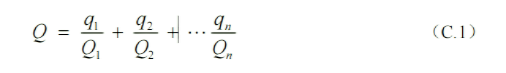 Q = q₁/Q₁ + q₂/Q₂ + ··· qₙ/Qₙ (C.1)